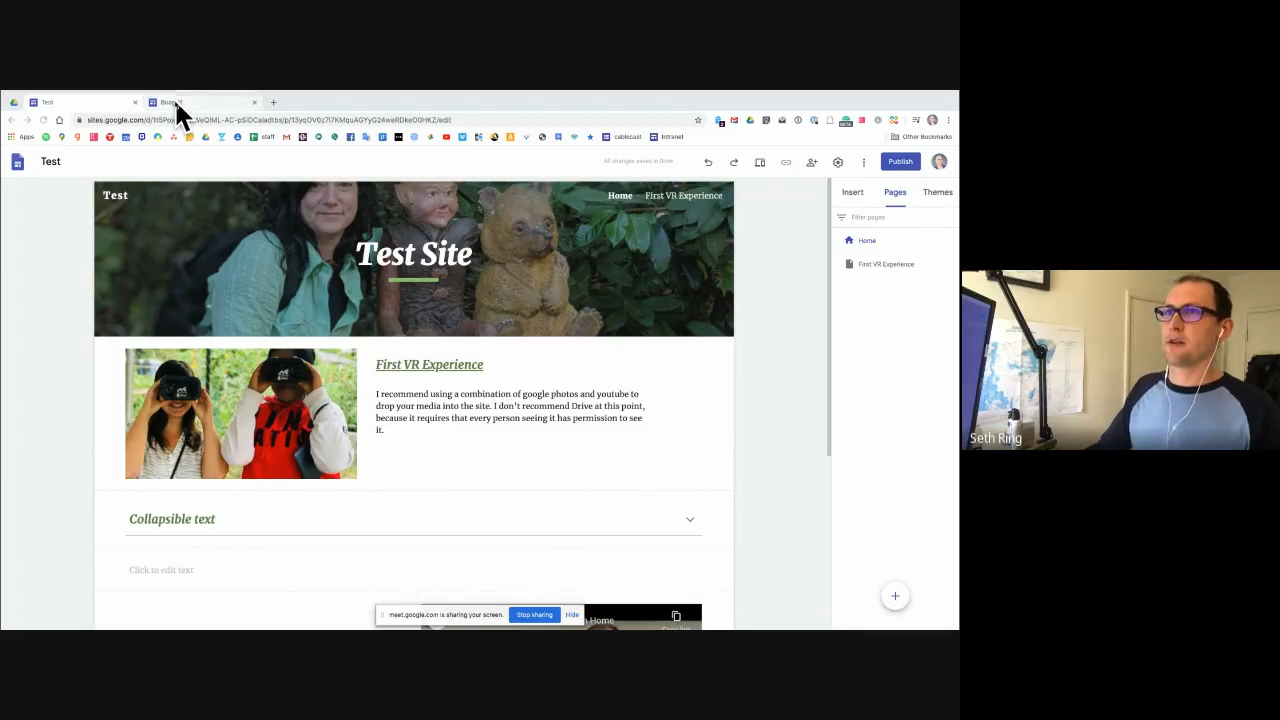 Test
Apps
staff
cablecast
Intranet
Other Bookmarks
Test
All changes saved in Drive
Publish
Insert
Pages
Themes
Filter pages
Home
First VR Experience
Test
Home
First VR Experience
Test Site
First VR Experience
I recommend using a combination of google photos and youtube to
drop your media into the site. I don't recommend Drive at this point,
because it requires that every person seeing it has permission to see
it.
Collapsible text
Click to edit text
meet.google.com is sharing your screen.
Stop sharing
Hide
Home
Seth Ring